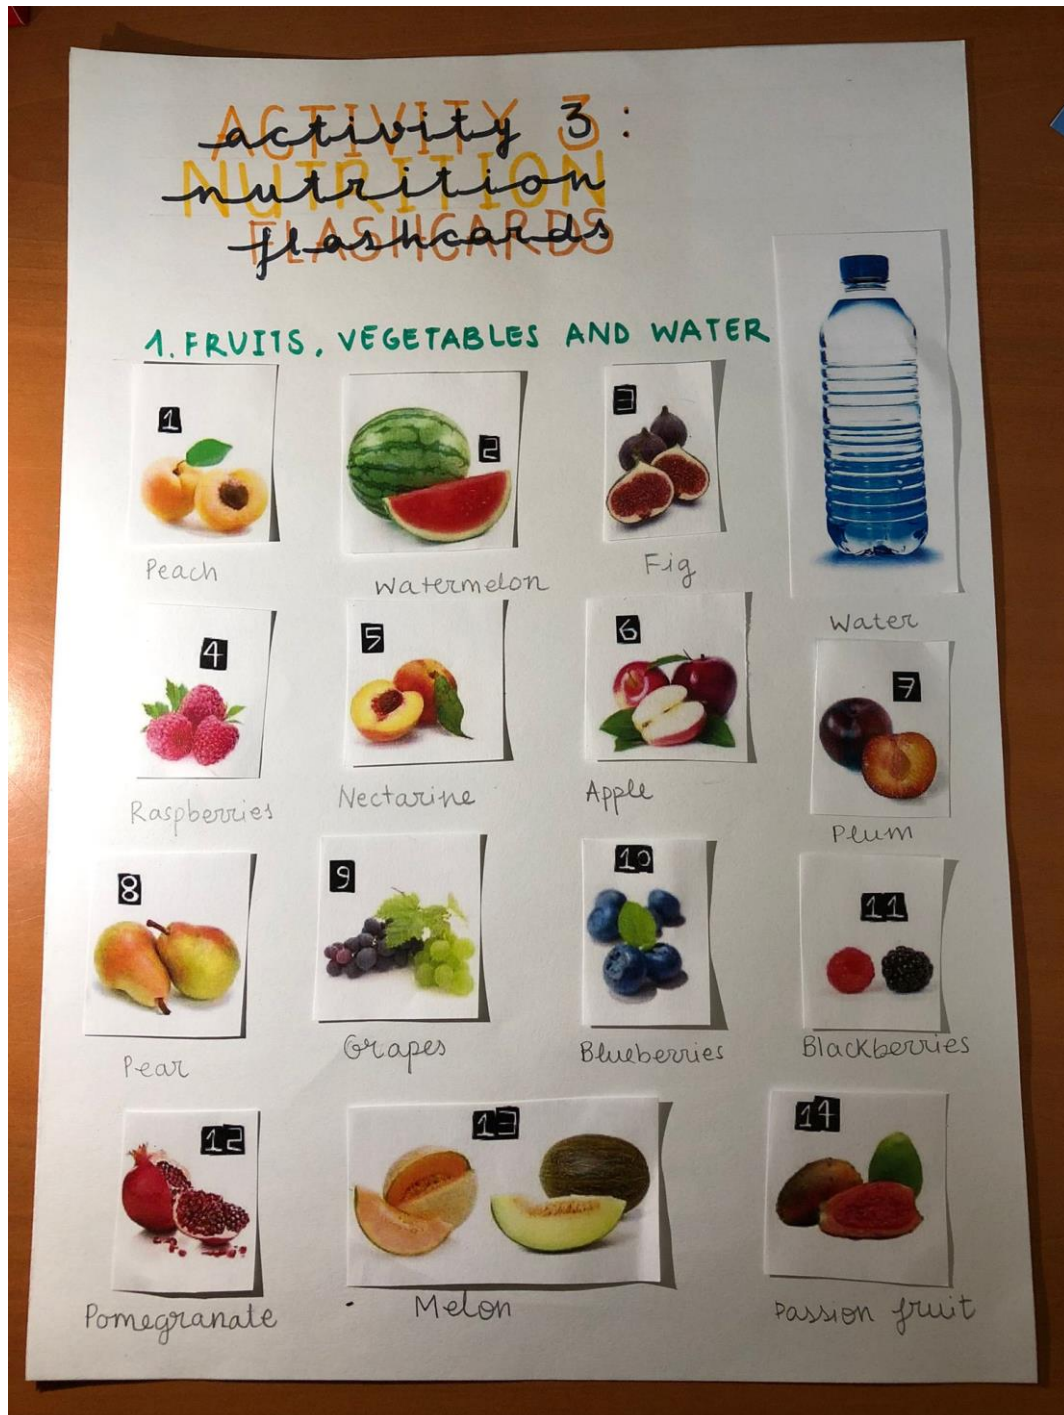 activity 3:
nutrition
flashcards
1. FRUITS, VEGETABLES AND WATER
1
2
3
Peach
Watermelon
Fig
Water
4
5
6
7
Raspberries
Nectarine
Apple
Plum
8
9
10
11
Pear
Grapes
Blueberries
Blackberries
12
13
14
Pomegranate
Melon
Passion fruit